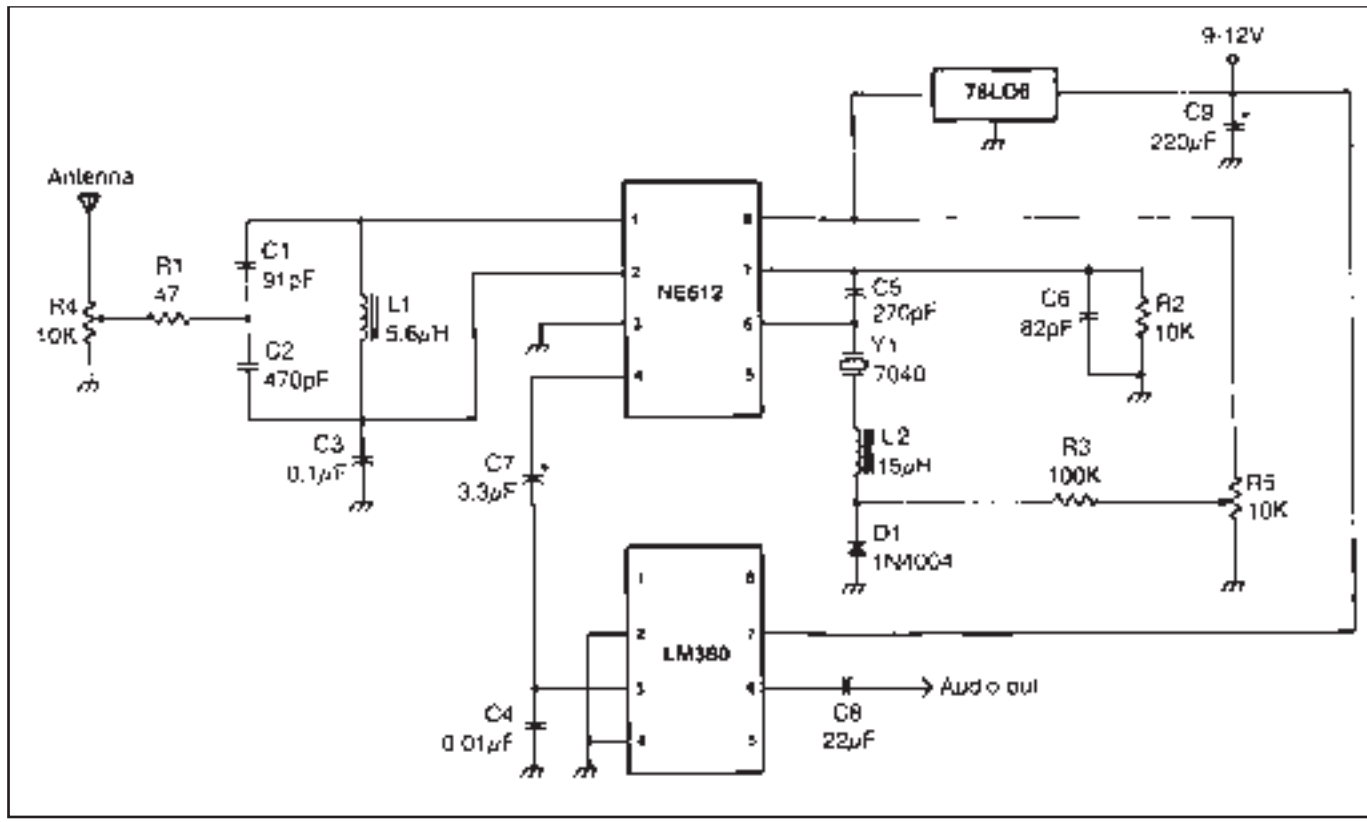 9-12V
78L06
C9
220µF
Antenna
1
8
C1
91pF
R1
47
2
7
NE612
C5
270pF
C6
82pF
R2
10K
R4
10K
L1
5.6µH
3
6
C2
470pF
Y1
7040
4
5
C3
0.1µF
C7
3.3µF
L2
15µH
R3
100K
R5
10K
D1
1N4004
1
8
2
7
LM380
3
6
Audio out
C4
0.01µF
C8
22µF
4
5